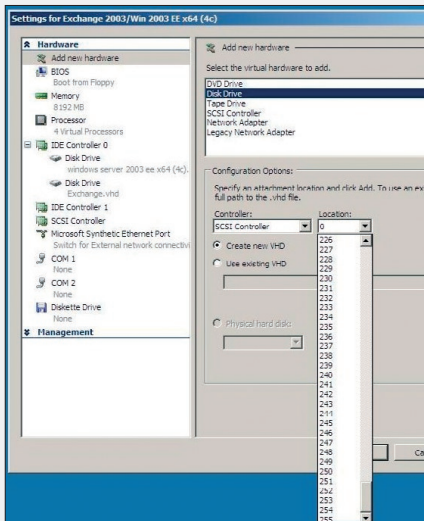 Settings for Exchange 2003/Win 2003 EE x64 (4c)
Hardware
Add new hardware
BIOS
Boot from Floppy
Memory
8192 MB
Processor
4 Virtual Processors
IDE Controller 0
Disk Drive
windows server 2003 ee x64 (4c).
Disk Drive
Exchange.vhd
IDE Controller 1
SCSI Controller
Microsoft Synthetic Ethernet Port
Switch for External network connectivi
COM 1
None
COM 2
None
Diskette Drive
None
Management
Add new hardware
Select the virtual hardware to add.
DVD Drive
Disk Drive
Tape Drive
SCSI Controller
Network Adapter
Legacy Network Adapter
Configuration Options:
Specify an attachment location and click Add. To use an ex
full path to the .vhd file.
Controller: Location:
SCSI Controller 0
Create new VHD
Use existing VHD
Physical hard disk:
226
227
228
229
230
231
232
233
234
235
236
237
238
239
240
241
242
243
244
245
246
247
248
249
250
251
252
253
254
255
Ca